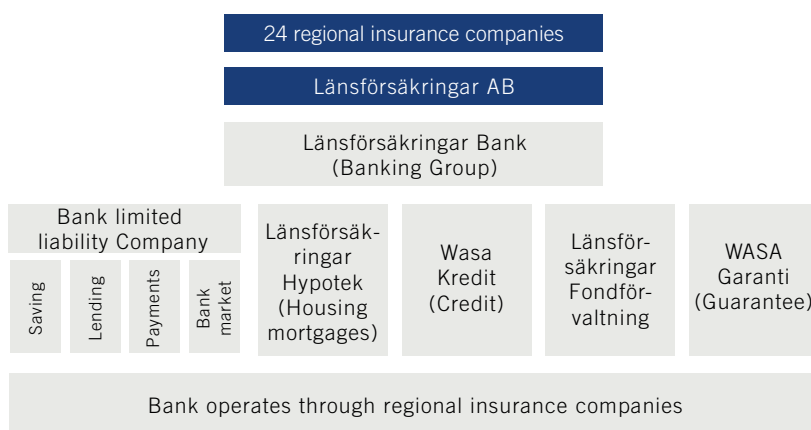 24 regional insurance companies
Länsförsäkringar AB
Länsförsäkringar Bank
(Banking Group)
Bank limited
liability Company
Saving
Lending
Payments
Bank
market
Länsförsäk-
ringar
Hypotek
(Housing
mortgages)
Wasa
Kredit
(Credit)
Länsför-
säkringar
Fondför-
valtning
WASA
Garanti
(Guarantee)
Bank operates through regional insurance companies